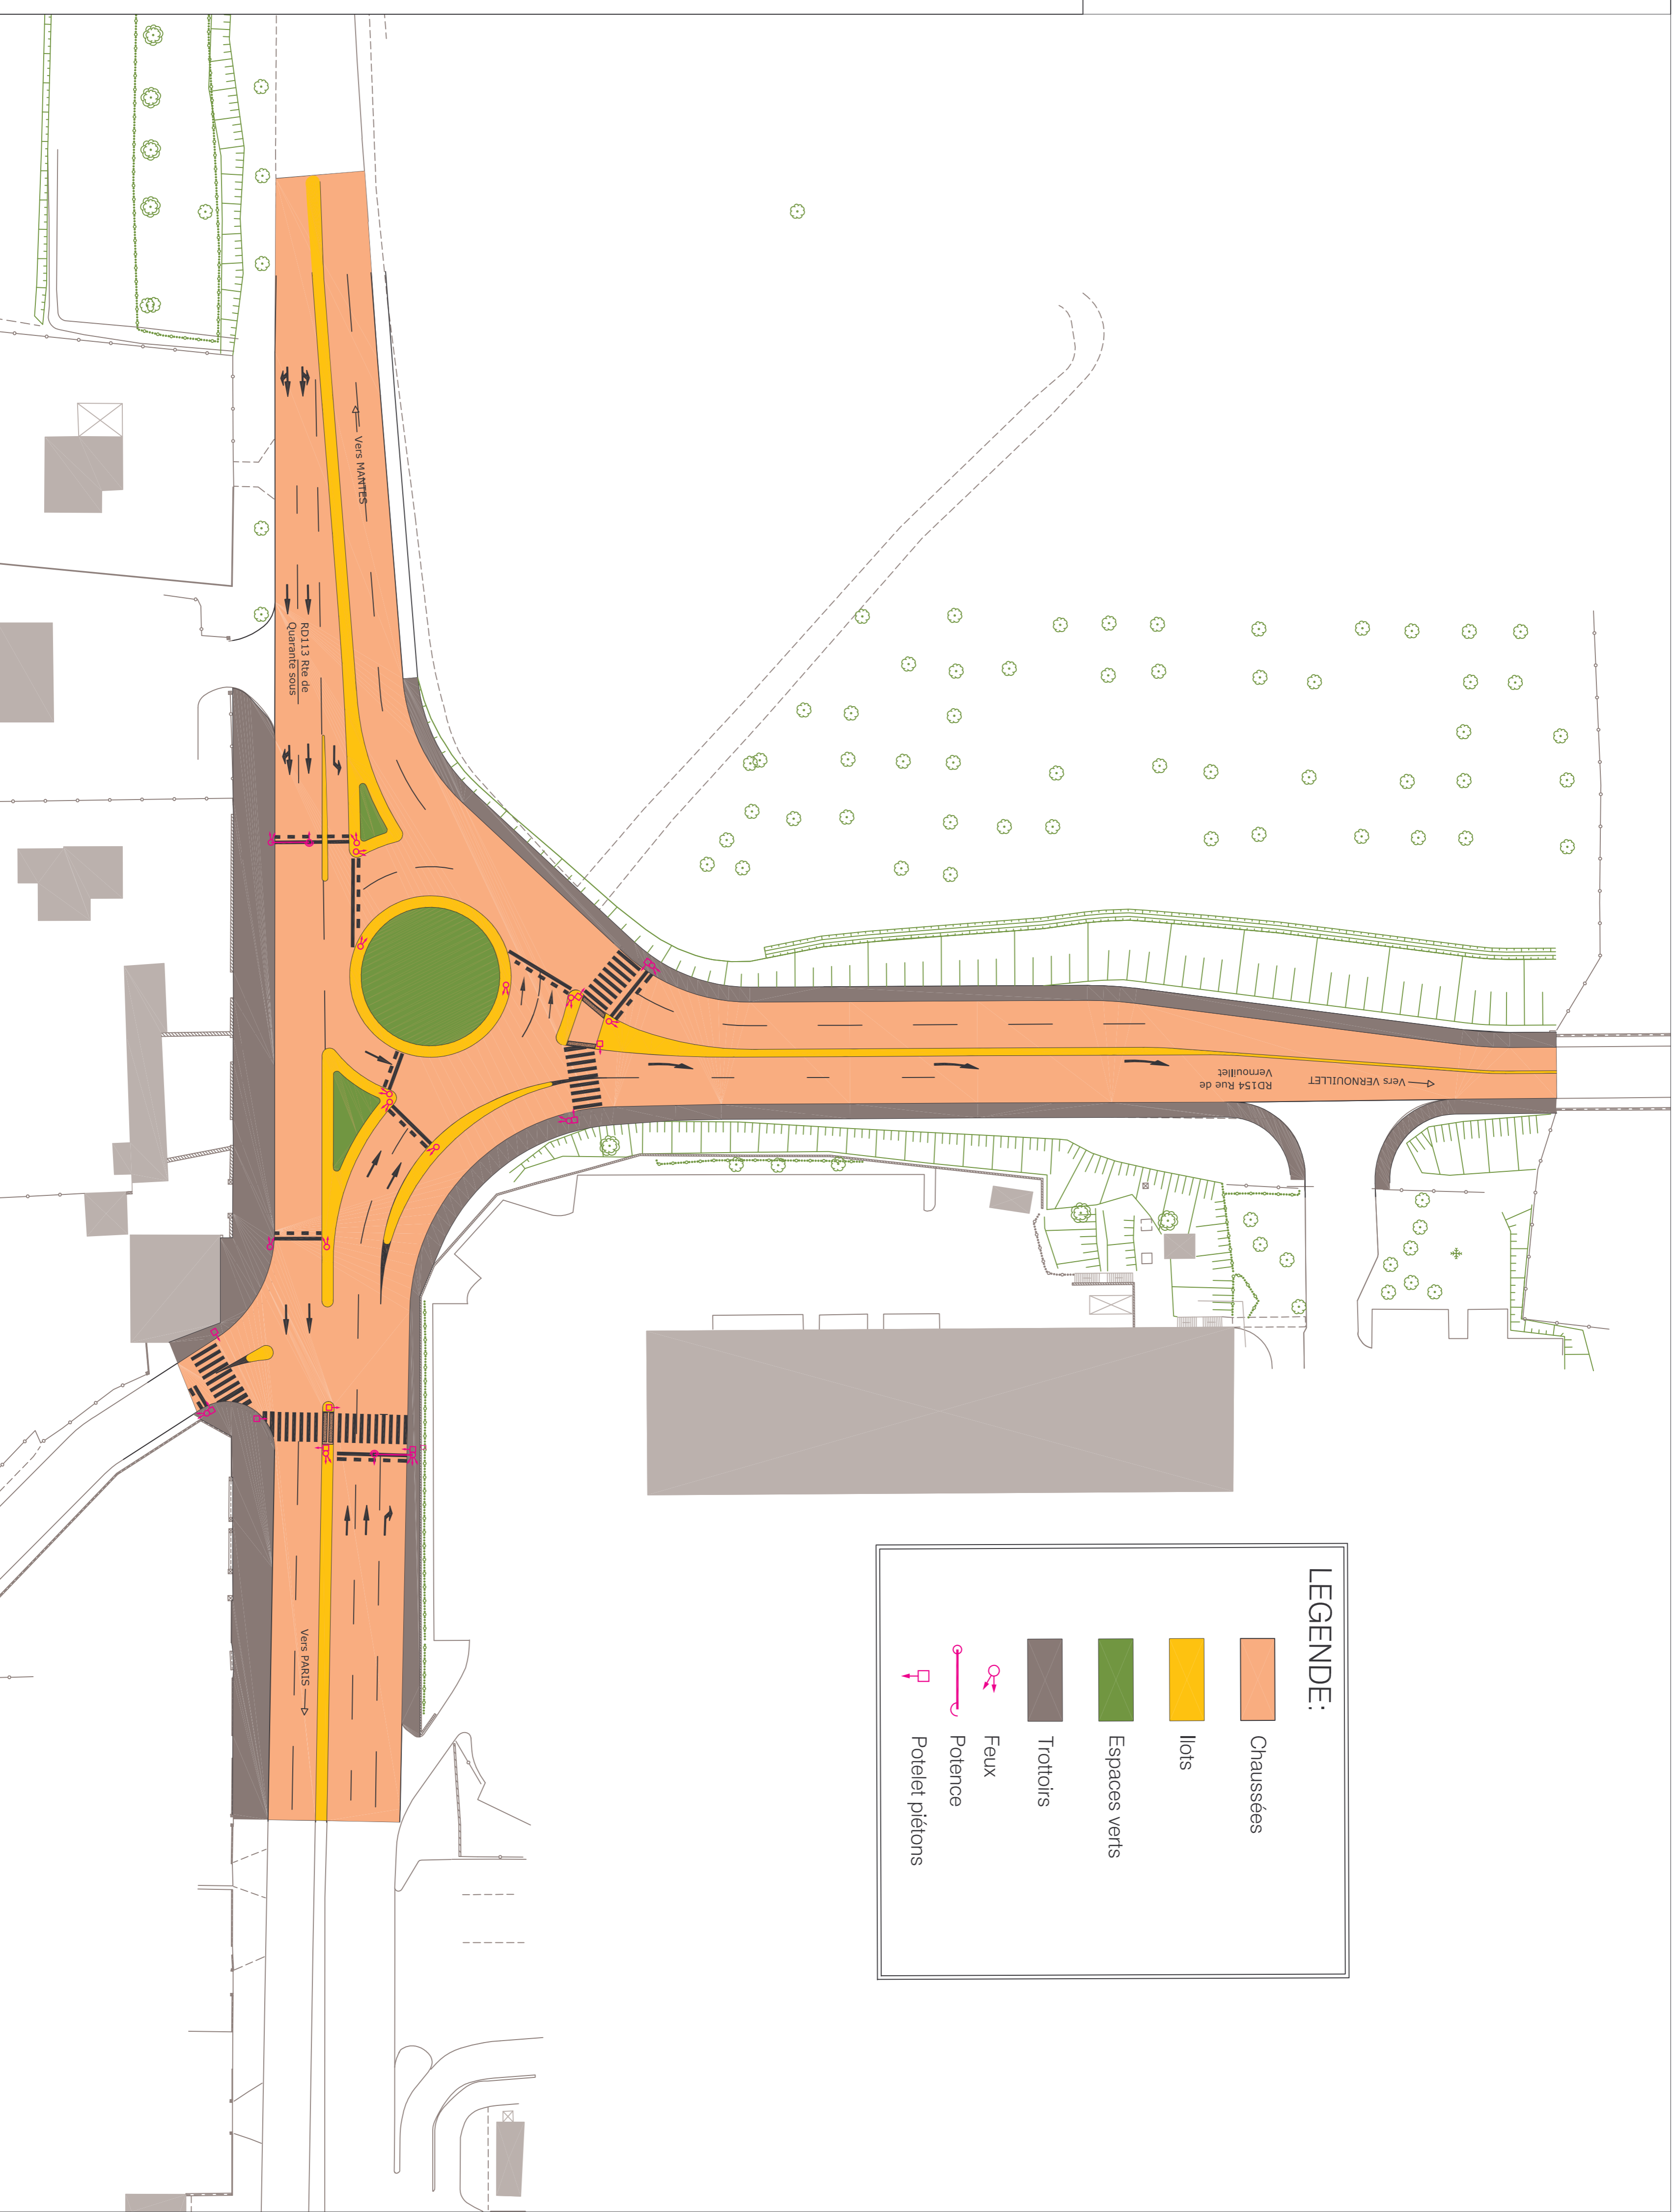 Vers MANTES
RD113 Rte de
Quarante sous
Vers VERNOUILLET
RD154 Rue de
Vernouillet
Vers PARIS
LEGENDE:
Chaussées
Ilots
Espaces verts
Trottoirs
Feux
Potence
Potelet piétons